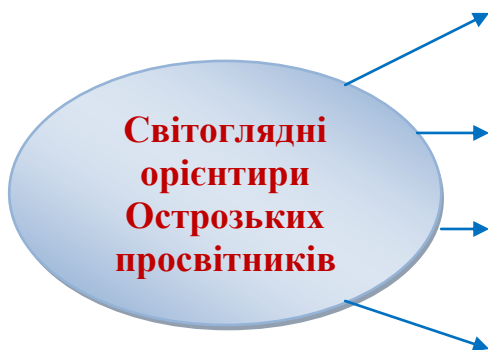 Світоглядні
орієнтири
Острозьких
просвітників